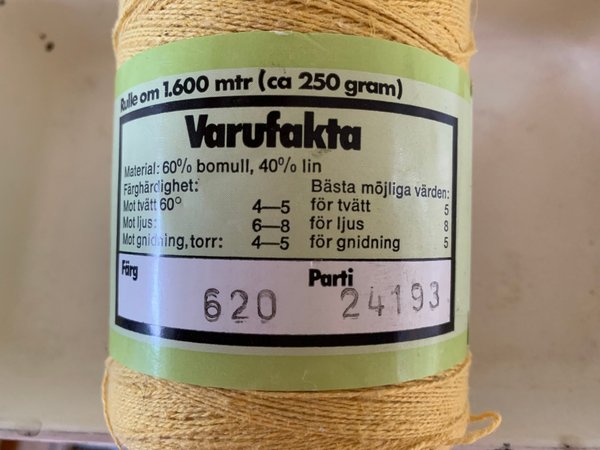 Rulle om 1.600 mtr (ca 250 gram)
Varufakta
Material: 60% bomull, 40% lin
Färghärdighet: Bästa möjliga värden:
Mot tvätt 60° 4—5 för tvätt 5
Mot ljus: 6—8 för ljus 8
Mot gnidning, torr: 4—5 för gnidning 5
Färg Parti
620 24193